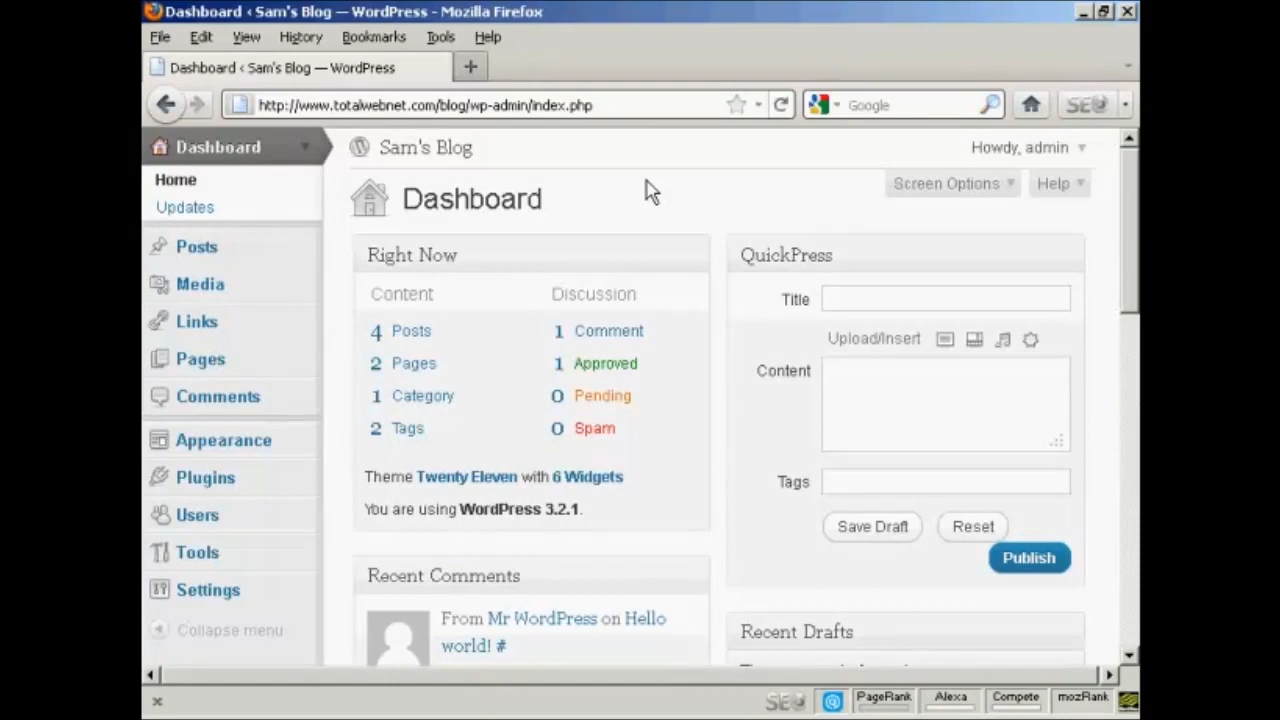 Dashboard ‹ Sam's Blog — WordPress - Mozilla Firefox
File Edit View History Bookmarks Tools Help
Dashboard ‹ Sam's Blog — WordPress
http://www.totalwebnet.com/blog/wp-admin/index.php Google SEO
Dashboard
Home
Updates
Posts
Media
Links
Pages
Comments
Appearance
Plugins
Users
Tools
Settings
Collapse menu
Sam's Blog
Howdy, admin
Dashboard
Screen Options
Help
Right Now
Content Discussion
4 Posts 1 Comment
2 Pages 1 Approved
1 Category 0 Pending
2 Tags 0 Spam
Theme Twenty Eleven with 6 Widgets
You are using WordPress 3.2.1.
Recent Comments
From Mr WordPress on Hello
world! #
QuickPress
Title
Upload/Insert
Content
Tags
Save Draft Reset
Publish
Recent Drafts
SEO PageRank Alexa Compete mozRank